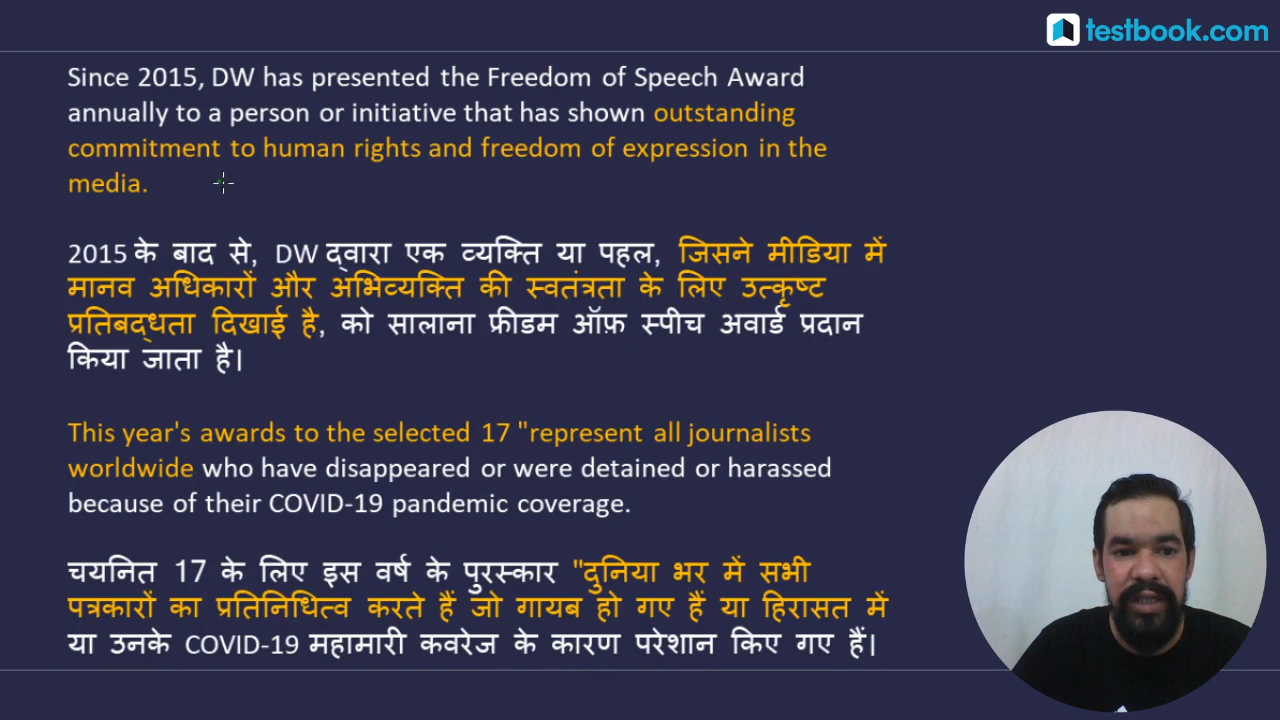 testbook.com
Since 2015, DW has presented the Freedom of Speech Award
annually to a person or initiative that has shown outstanding
commitment to human rights and freedom of expression in the
media.
2015 के बाद से, DW द्वारा एक व्यक्ति या पहल, जिसने मीडिया में
मानव अधिकारों और अभिव्यक्ति की स्वतंत्रता के लिए उत्कृष्ट
प्रतिबद्धता दिखाई है, को सालाना फ्रीडम ऑफ़ स्पीच अवार्ड प्रदान
किया जाता है।
This year's awards to the selected 17 "represent all journalists
worldwide who have disappeared or were detained or harassed
because of their COVID-19 pandemic coverage.
चयनित 17 के लिए इस वर्ष के पुरस्कार "दुनिया भर में सभी
पत्रकारों का प्रतिनिधित्व करते हैं जो गायब हो गए हैं या हिरासत में
या उनके COVID-19 महामारी कवरेज के कारण परेशान किए गए हैं।